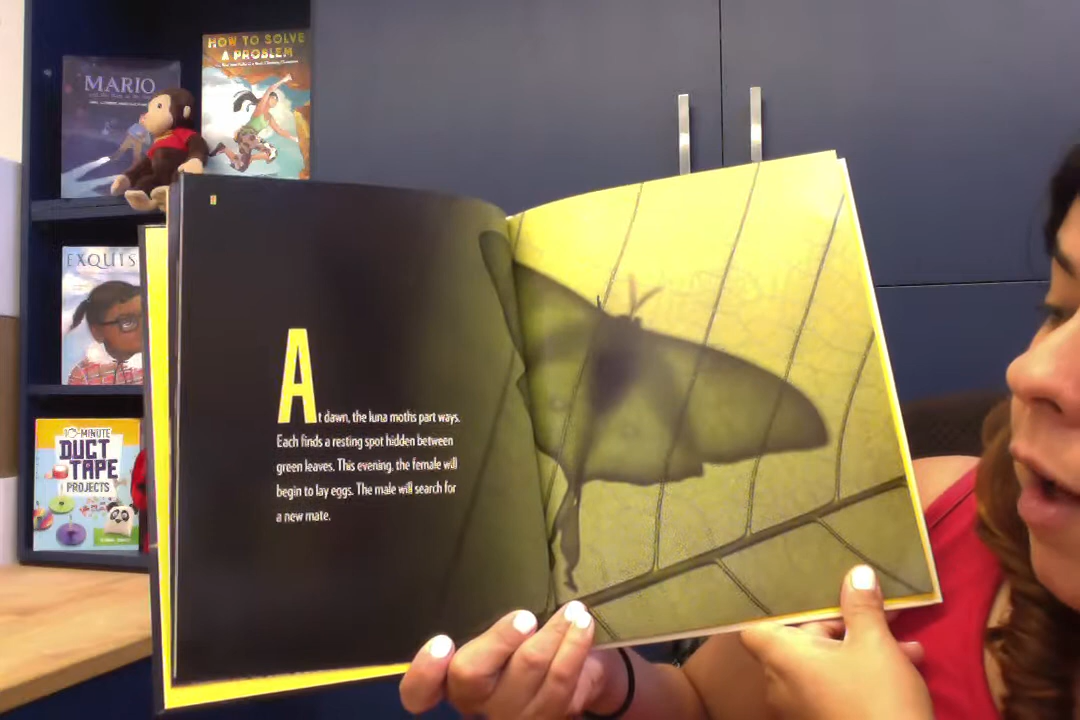 MARIO
HOW TO SOLVE
A PROBLEM
EXQUIS
10-MINUTE
DUCT
TAPE
PROJECTS
At dawn, the luna moths part ways.
Each finds a resting spot hidden between
green leaves. This evening, the female will
begin to lay eggs. The male will search for
a new mate.